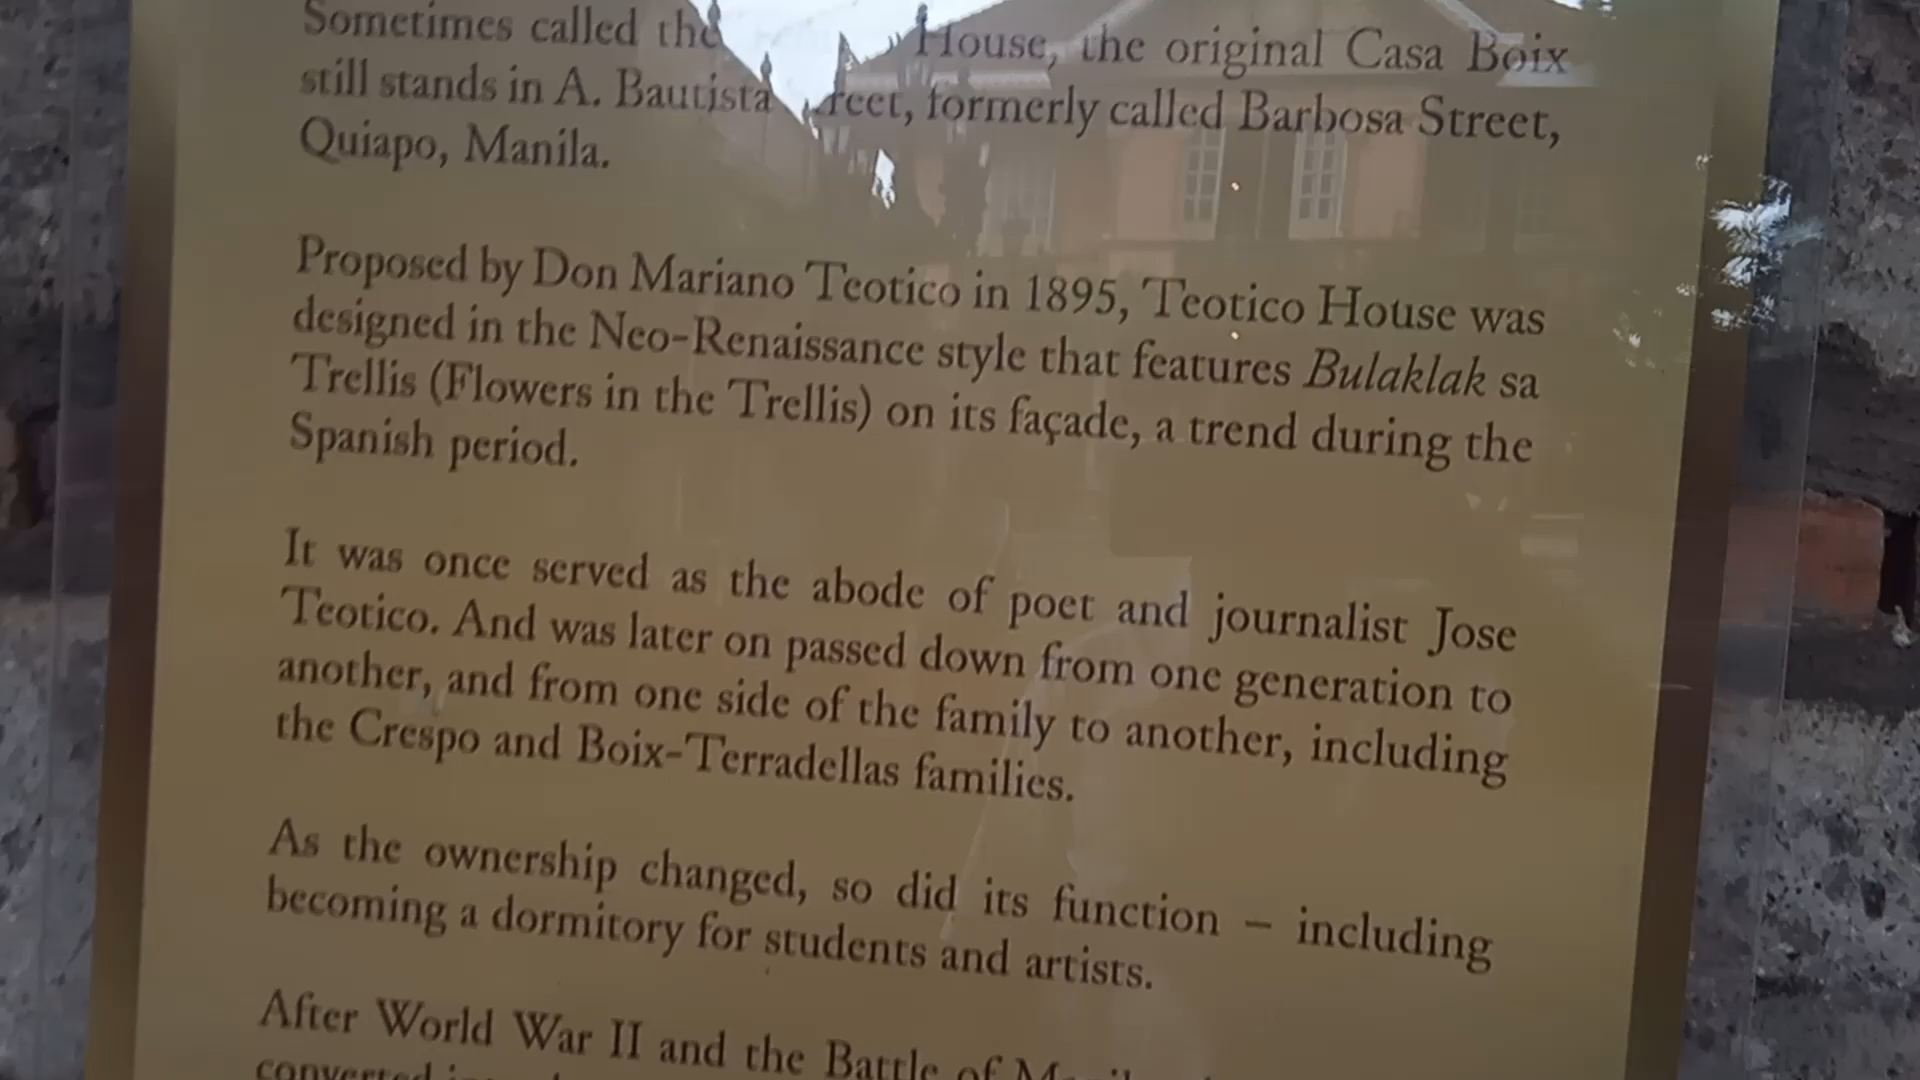 Sometimes called the House, the original Casa Boix
still stands in A. Bautista Street, formerly called Barbosa Street,
Quiapo, Manila.
Proposed by Don Mariano Teotico in 1895, Teotico House was
designed in the Neo-Renaissance style that features Bulaklak sa
Trellis (Flowers in the Trellis) on its façade, a trend during the
Spanish period.
It was once served as the abode of poet and journalist Jose
Teotico. And was later on passed down from one generation to
another, and from one side of the family to another, including
the Crespo and Boix-Terradellas families.
As the ownership changed, so did its function – including
becoming a dormitory for students and artists.
After World War II and the Battle of
converted